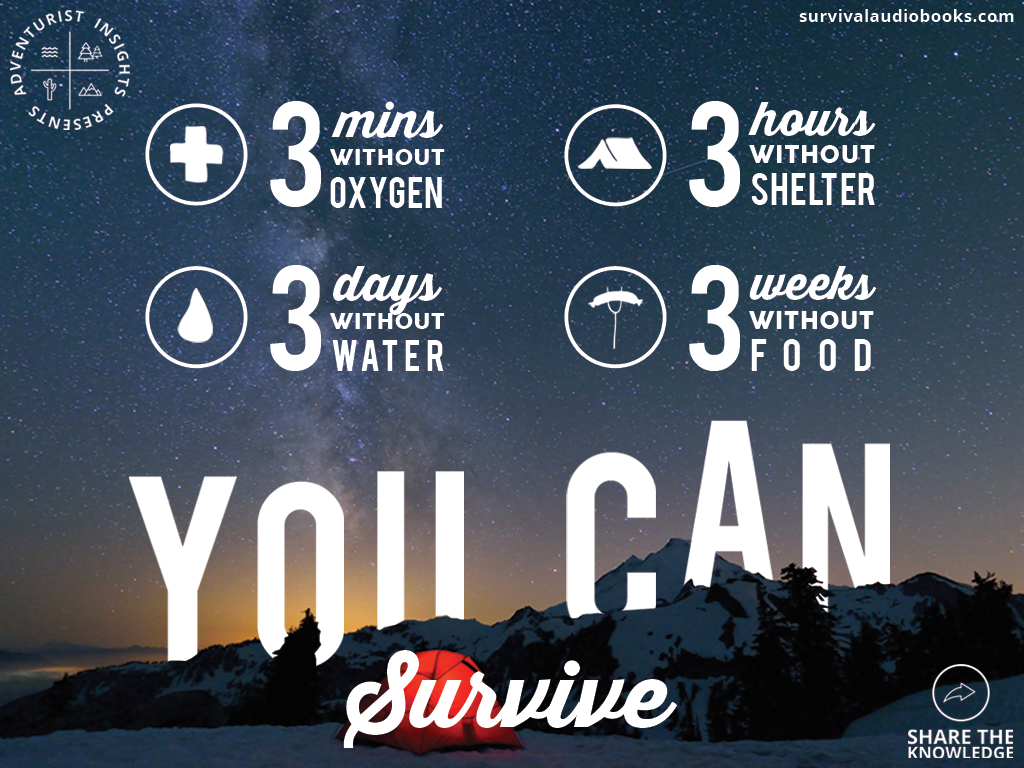 ADVENTURIST INSIGHTS PRESENTS
survivalaudiobooks.com
3 mins
WITHOUT
OXYGEN
3 hours
WITHOUT
SHELTER
3 days
WITHOUT
WATER
3 weeks
WITHOUT
FOOD
YOU CAN
Survive
SHARE THE
KNOWLEDGE